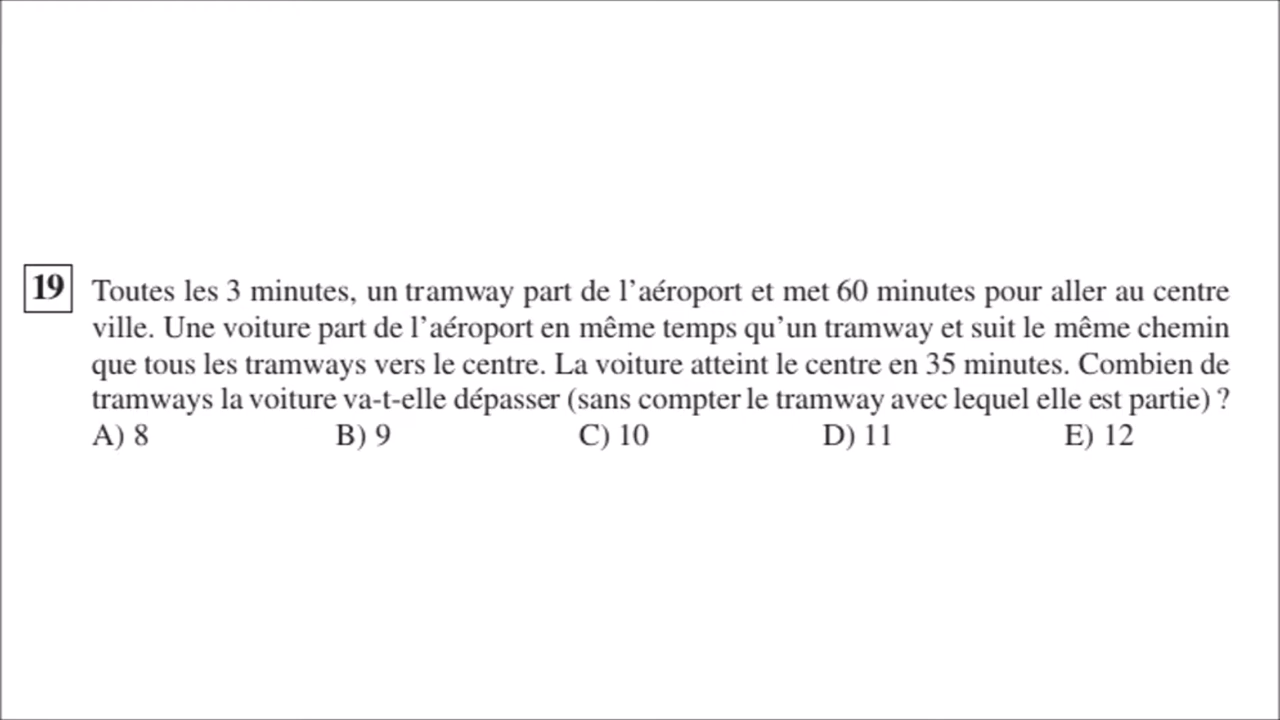 19 Toutes les 3 minutes, un tramway part de l'aéroport et met 60 minutes pour aller au centre
ville. Une voiture part de l'aéroport en même temps qu'un tramway et suit le même chemin
que tous les tramways vers le centre. La voiture atteint le centre en 35 minutes. Combien de
tramways la voiture va-t-elle dépasser (sans compter le tramway avec lequel elle est partie) ?
A) 8 B) 9 C) 10 D) 11 E) 12